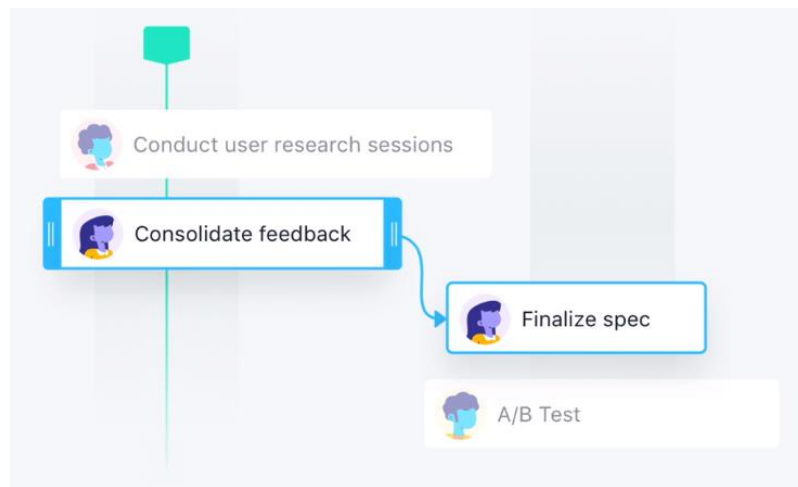 Conduct user research sessions
Consolidate feedback
Finalize spec
A/B Test